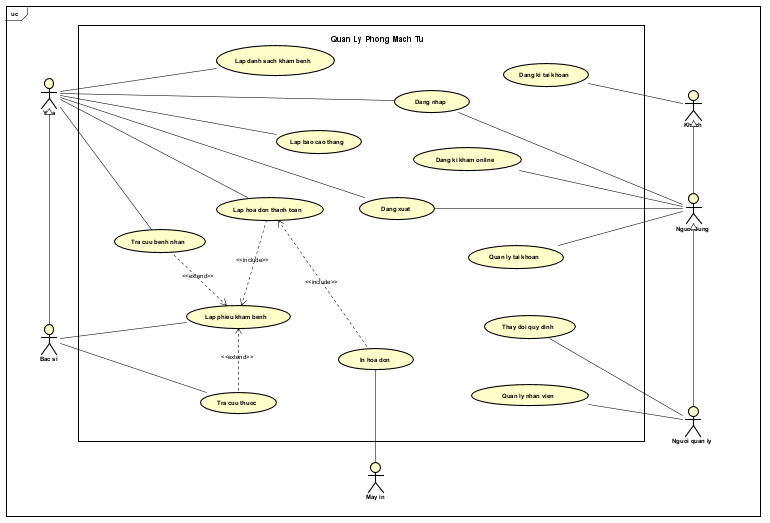 uc
Quan Ly Phong Mach Tu
Lap danh sach kham benh
Dang ki tai khoan
Dang nhap
Lap bao cao thang
Dang ki kham online
Lap hoa don thanh toan
Dang xuat
Tra cuu benh nhan
Quan ly tai khoan
<<include>>
<<extend>>
<<include>>
Lap phieu kham benh
Thay doi quy dinh
<<extend>>
Bac si
In hoa don
Quan ly nhan vien
Tra cuu thuoc
Nguoi quan ly
May in